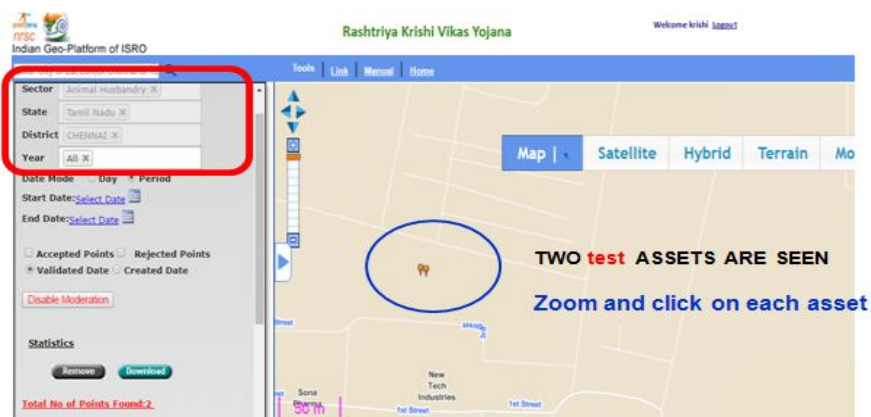 nrsc
Indian Geo-Platform of ISRO
Rashtriya Krishi Vikas Yojana
Welcome krishi Logout
Tools | Link | Manual | Home
Sector Animal Husbandry ×
State Tamil Nadu ×
District CHENNAI ×
Year All ×
Date Mode Day Period
Start Date:Select Date
End Date:Select Date
Accepted Points Rejected Points
Validated Date Created Date
Disable Moderation
Statistics
Remove Download
Total No of Points Found:2
Map | Satellite Hybrid Terrain Mo
TWO test ASSETS ARE SEEN
Zoom and click on each asset
Street
New
Tech
Industries
Sona
50 m
1st Street
1st Street